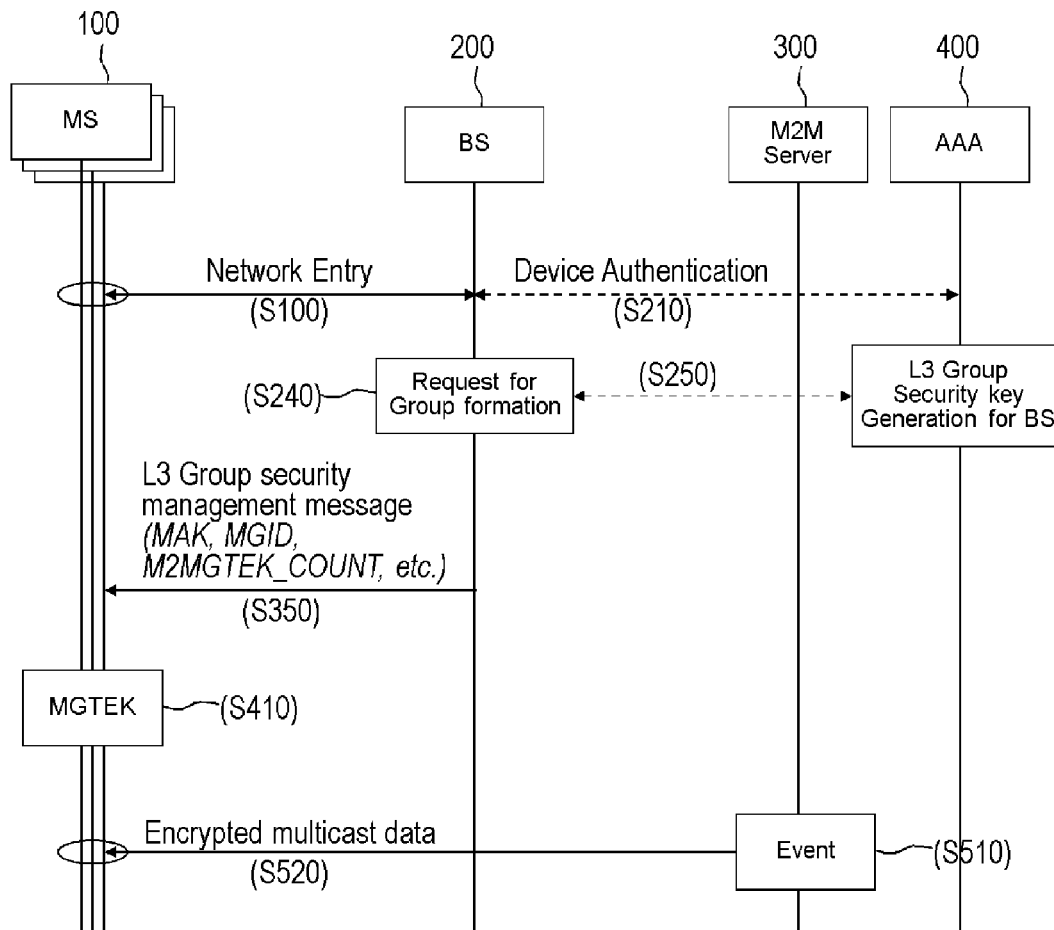 100
200
300
400
MS
BS
M2M
Server
AAA
Network Entry
(S100)
Device Authentication
(S210)
(S240)
Request for
Group formation
(S250)
L3 Group
Security key
Generation for BS
L3 Group security
management message
(MAK, MGID,
M2MGTEK_COUNT, etc.)
(S350)
MGTEK
(S410)
Encrypted multicast data
(S520)
Event
(S510)